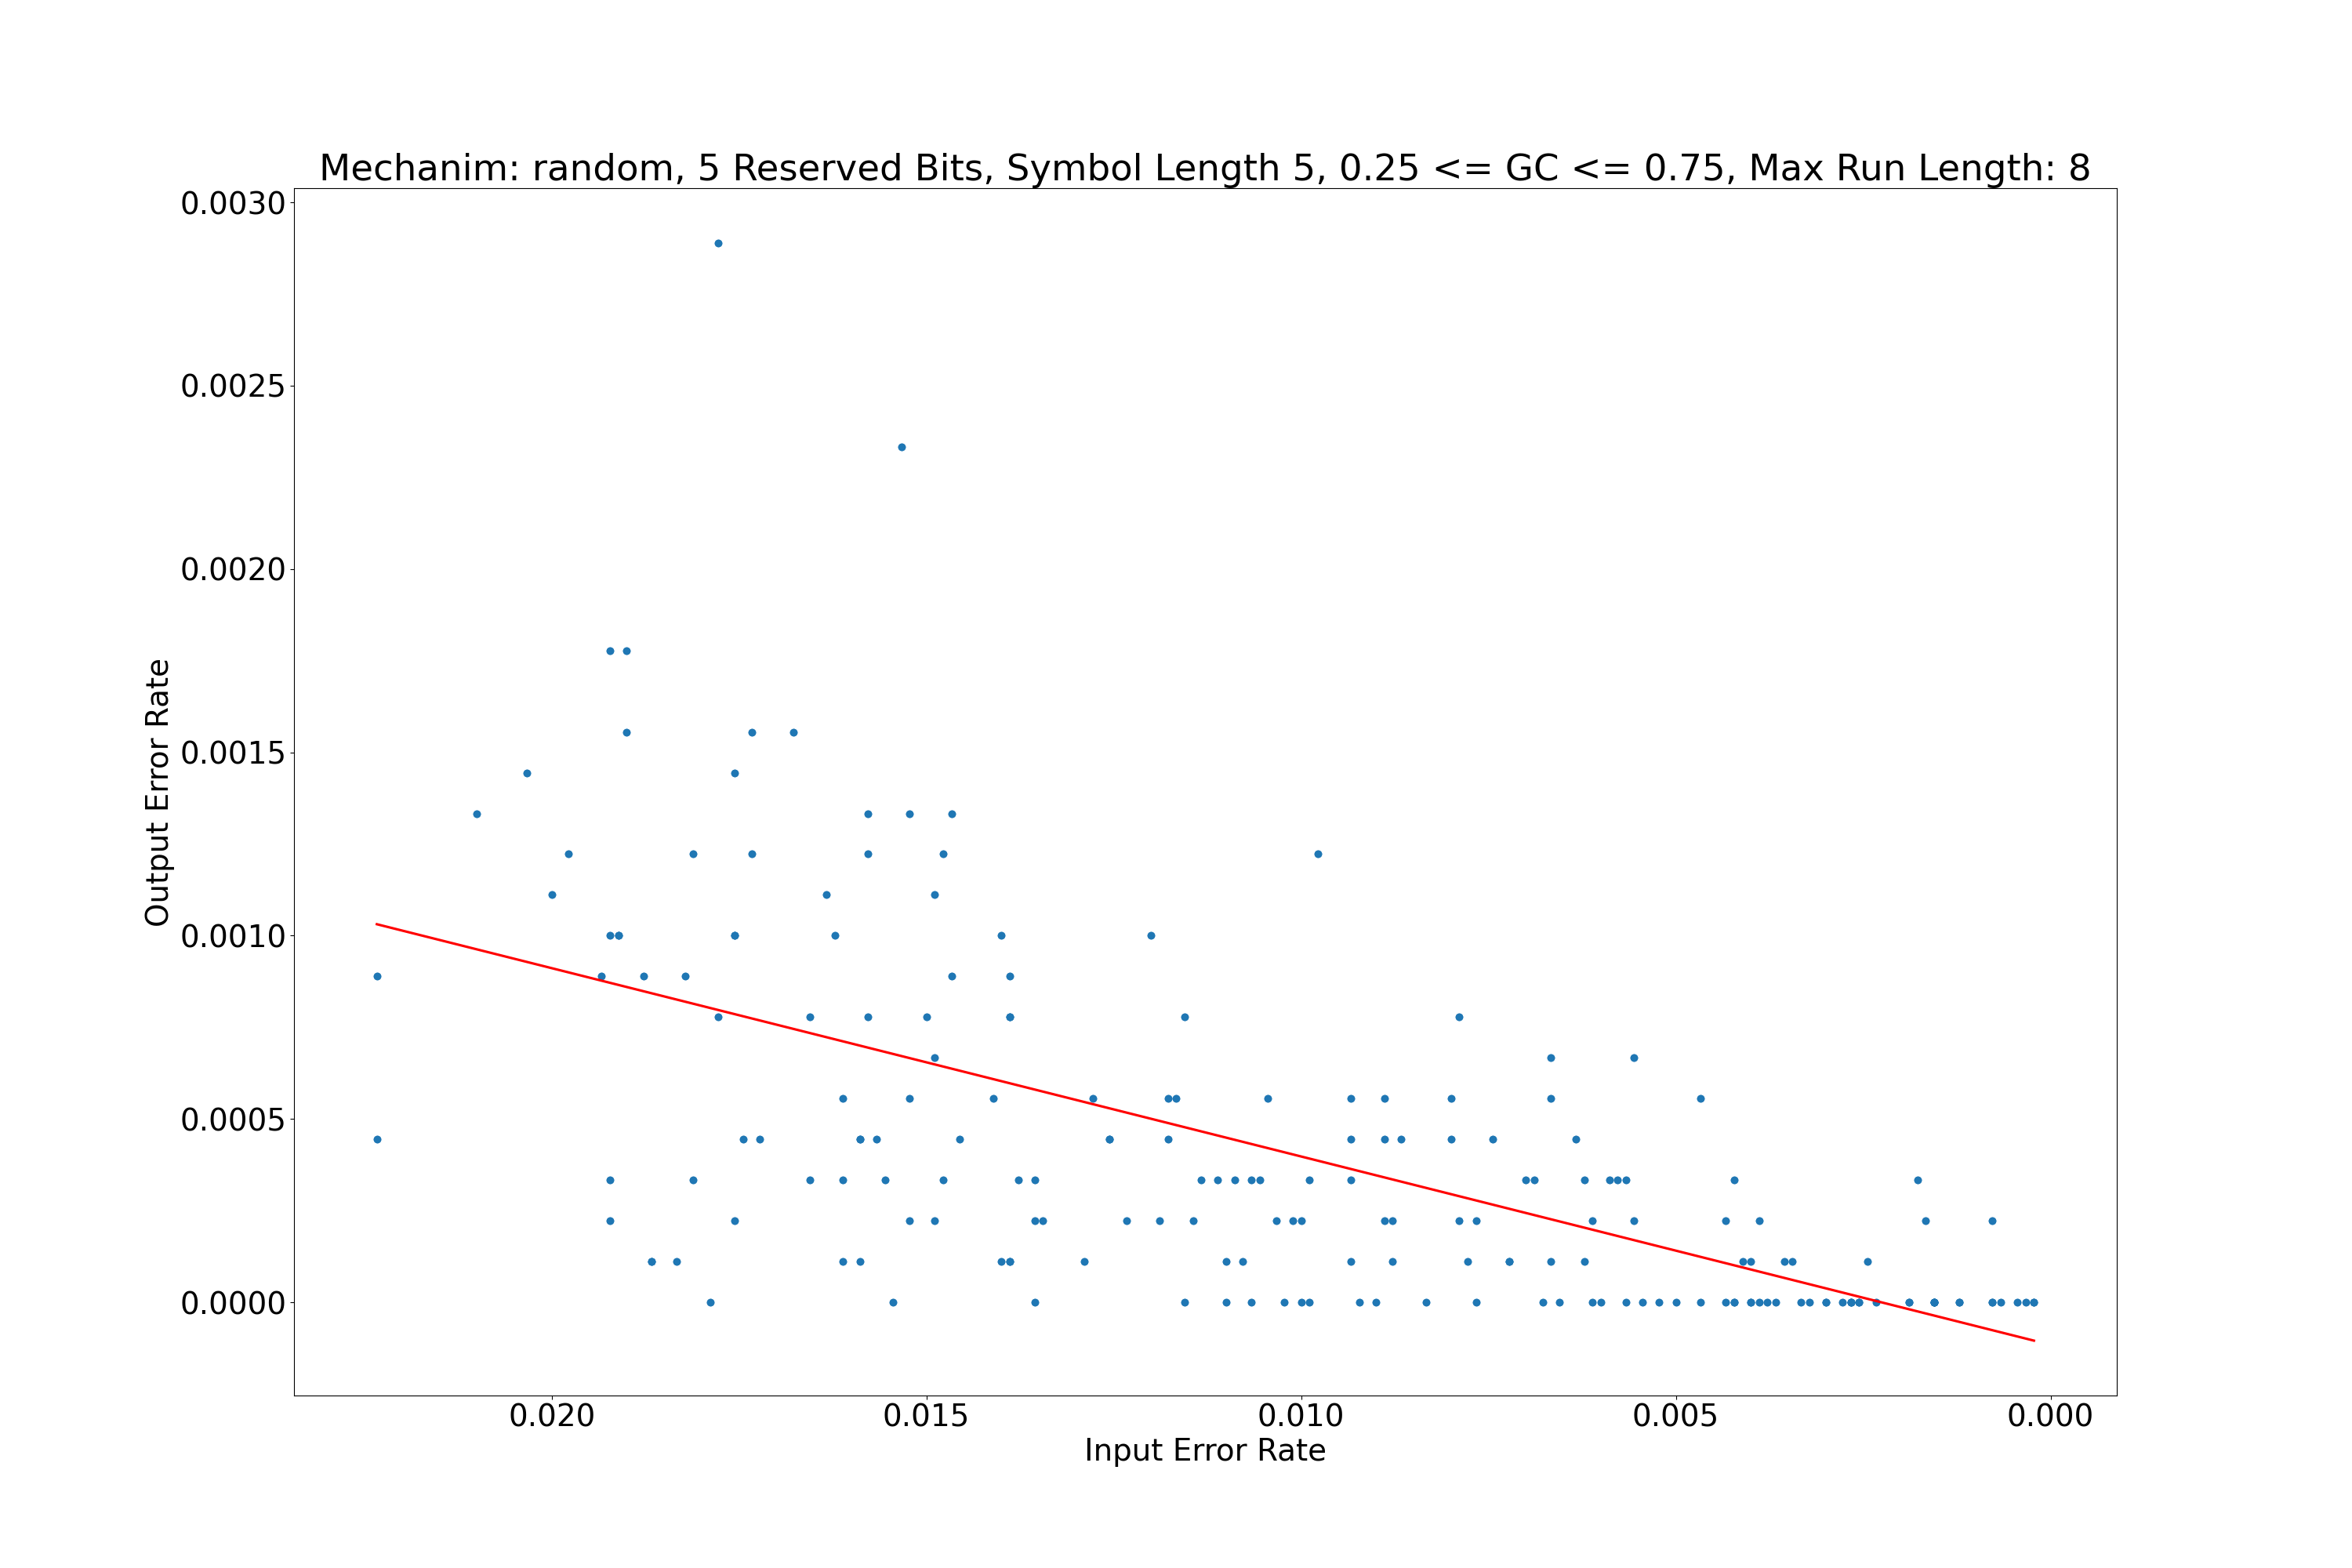 Mechanim: random, 5 Reserved Bits, Symbol Length 5, 0.25 <= GC <= 0.75, Max Run Length: 8
0.0030
0.0025
0.0020
0.0015
0.0010
0.0005
0.0000
Output Error Rate
0.020 0.015 0.010 0.005 0.000
Input Error Rate